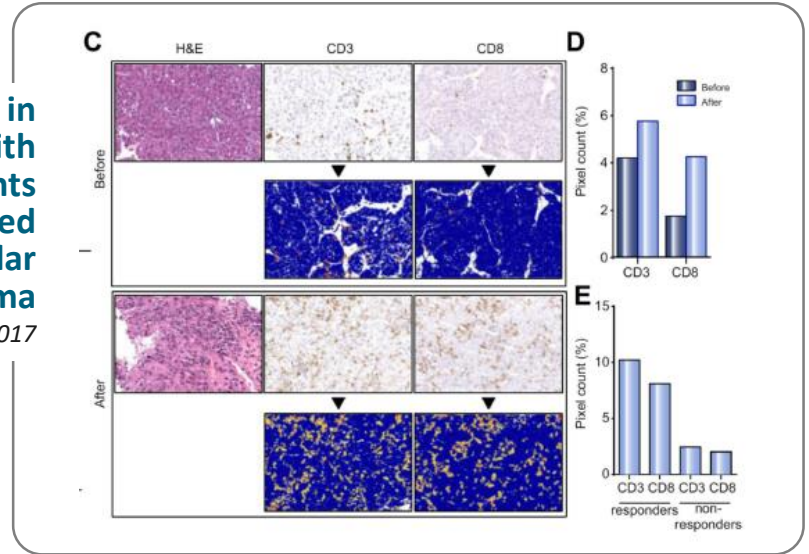 in
ith
nts
ed
lar
ma
017
C
H&E
CD3
CD8
Before
After
D
Pixel count (%)
8
6
4
2
0
Before
After
CD3
CD8
E
Pixel count (%)
15
10
5
0
CD3 CD8 CD3 CD8
responders
non-
responders